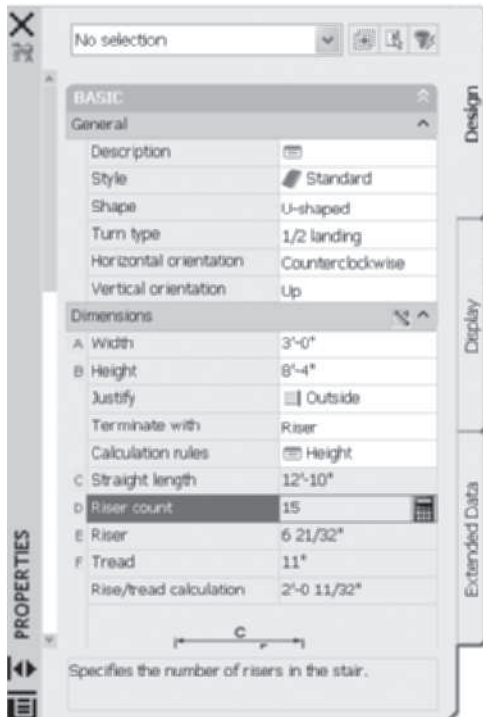 No selection
BASIC
General
Description
Style Standard
Shape U-shaped
Turn type 1/2 landing
Horizontal orientation Counterclockwise
Vertical orientation Up
Dimensions
A Width 3'-0"
B Height 8'-4"
Justify Outside
Terminate with Riser
Calculation rules Height
C Straight length 12'-10"
D Riser count 15
E Riser 6 21/32"
F Tread 11"
Rise/tread calculation 2'-0 11/32"
C
Specifies the number of risers in the stair.
PROPERTIES
Design
Display
Extended Data